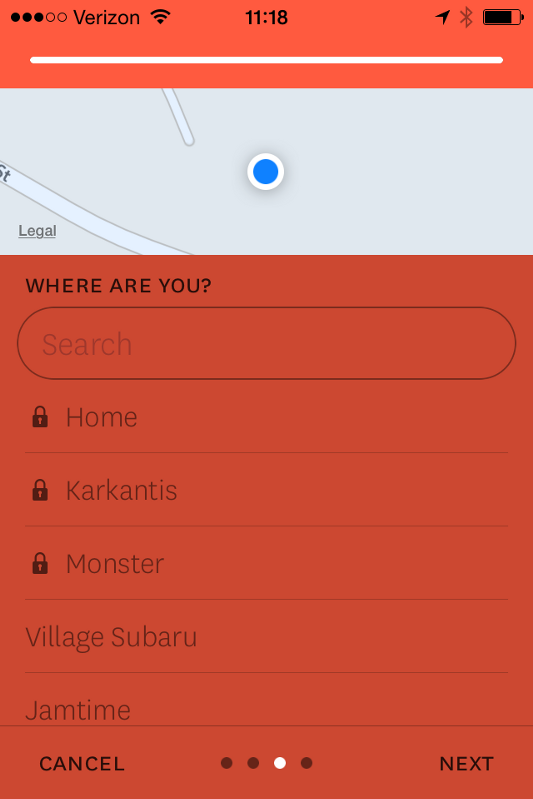 Verizon 11:18
St
Legal
WHERE ARE YOU?
Search
Home
Karkantis
Monster
Village Subaru
Jamtime
CANCEL NEXT